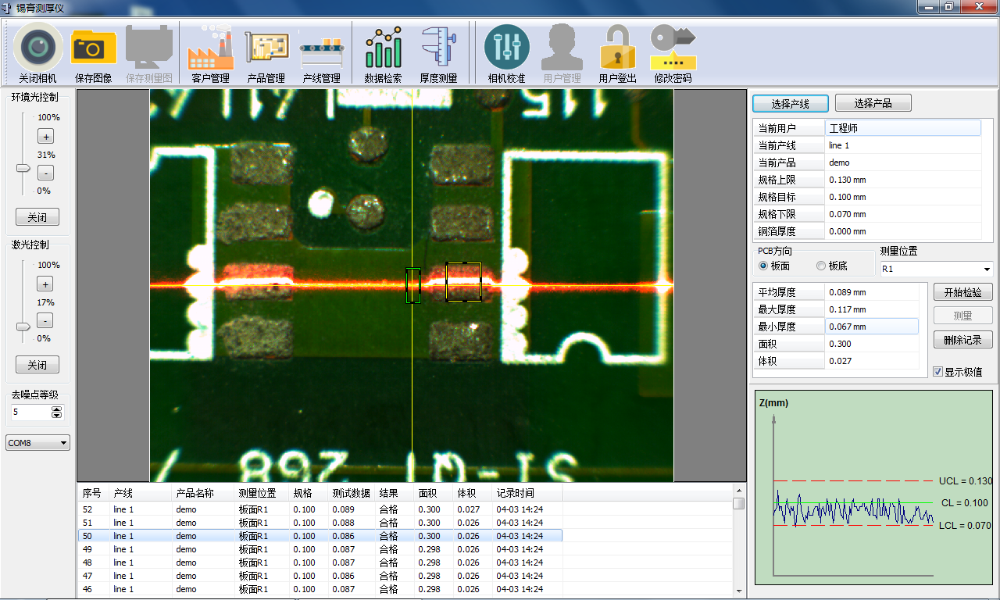 锡膏测厚仪
关闭相机 保存图像 保存测量图 客户管理 产品管理 产线管理 数据检索 厚度测量 相机校准 用户管理 用户登出 修改密码
环境光控制
100%
+
31%
-
0%
关闭
激光控制
100%
+
17%
-
0%
关闭
去噪点等级
5
COM8
选择产线 选择产品
当前用户 工程师
当前产线 line 1
当前产品 demo
规格上限 0.130 mm
规格目标 0.100 mm
规格下限 0.070 mm
铜箔厚度 0.000 mm
PCB方向 测量位置
板面 板底 R1
平均厚度 0.089 mm 开始检验
最大厚度 0.117 mm 测量
最小厚度 0.067 mm 删除记录
面积 0.300
体积 0.027
显示极值
Z(mm)
UCL = 0.130
CL = 0.100
LCL = 0.070
序号 产线 产品名称 测量位置 规格 测试数据 结果 面积 体积 记录时间
52 line 1 demo 板面R1 0.100 0.089 合格 0.300 0.027 04-03 14:24
51 line 1 demo 板面R1 0.100 0.088 合格 0.300 0.026 04-03 14:24
50 line 1 demo 板面R1 0.100 0.086 合格 0.300 0.026 04-03 14:24
49 line 1 demo 板面R1 0.100 0.087 合格 0.298 0.026 04-03 14:24
48 line 1 demo 板面R1 0.100 0.087 合格 0.298 0.026 04-03 14:24
47 line 1 demo 板面R1 0.100 0.086 合格 0.298 0.026 04-03 14:24
46 line 1 demo 板面R1 0.100 0.087 合格 0.298 0.026 04-03 14:24